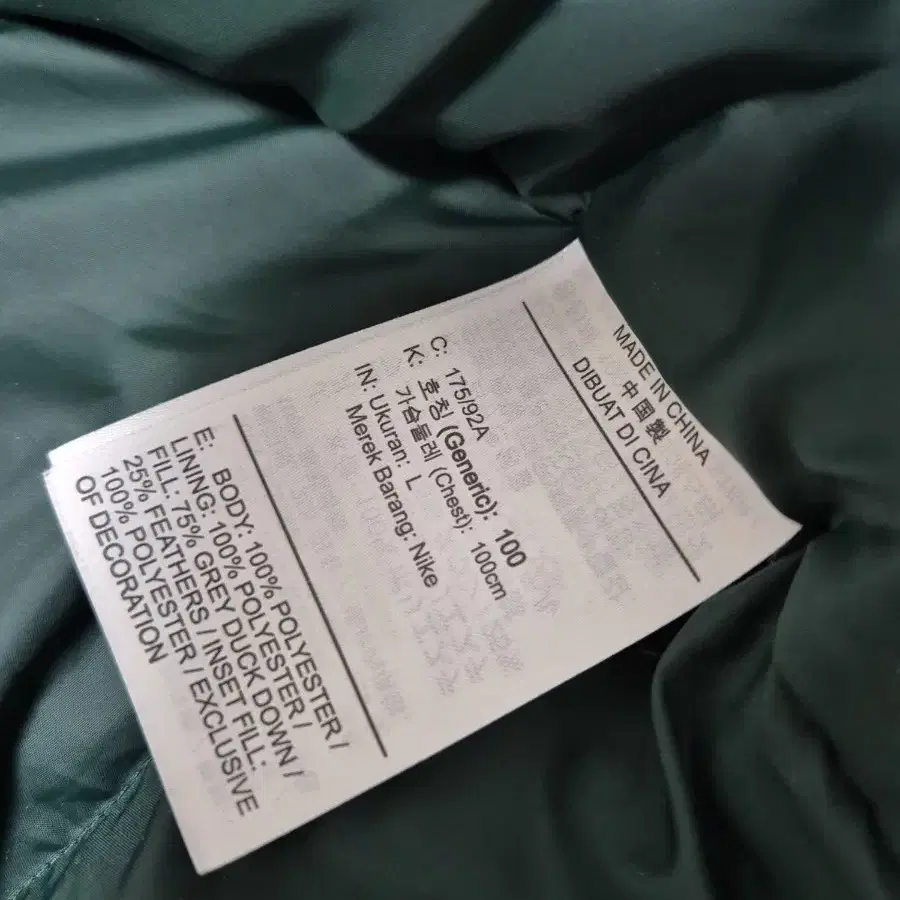 MADE IN CHINA
中国製
DIBUAT DI CINA
C: 175/92A
K: 호칭 (Generic): 100
가슴둘레 (Chest): 100cm
IN: Ukuran: L
Merek Barang: Nike
E: BODY: 100% POLYESTER /
LINING: 100% POLYESTER /
FILL: 75% GREY DUCK DOWN /
25% FEATHERS / INSET FILL:
100% POLYESTER / EXCLUSIVE
OF DECORATION